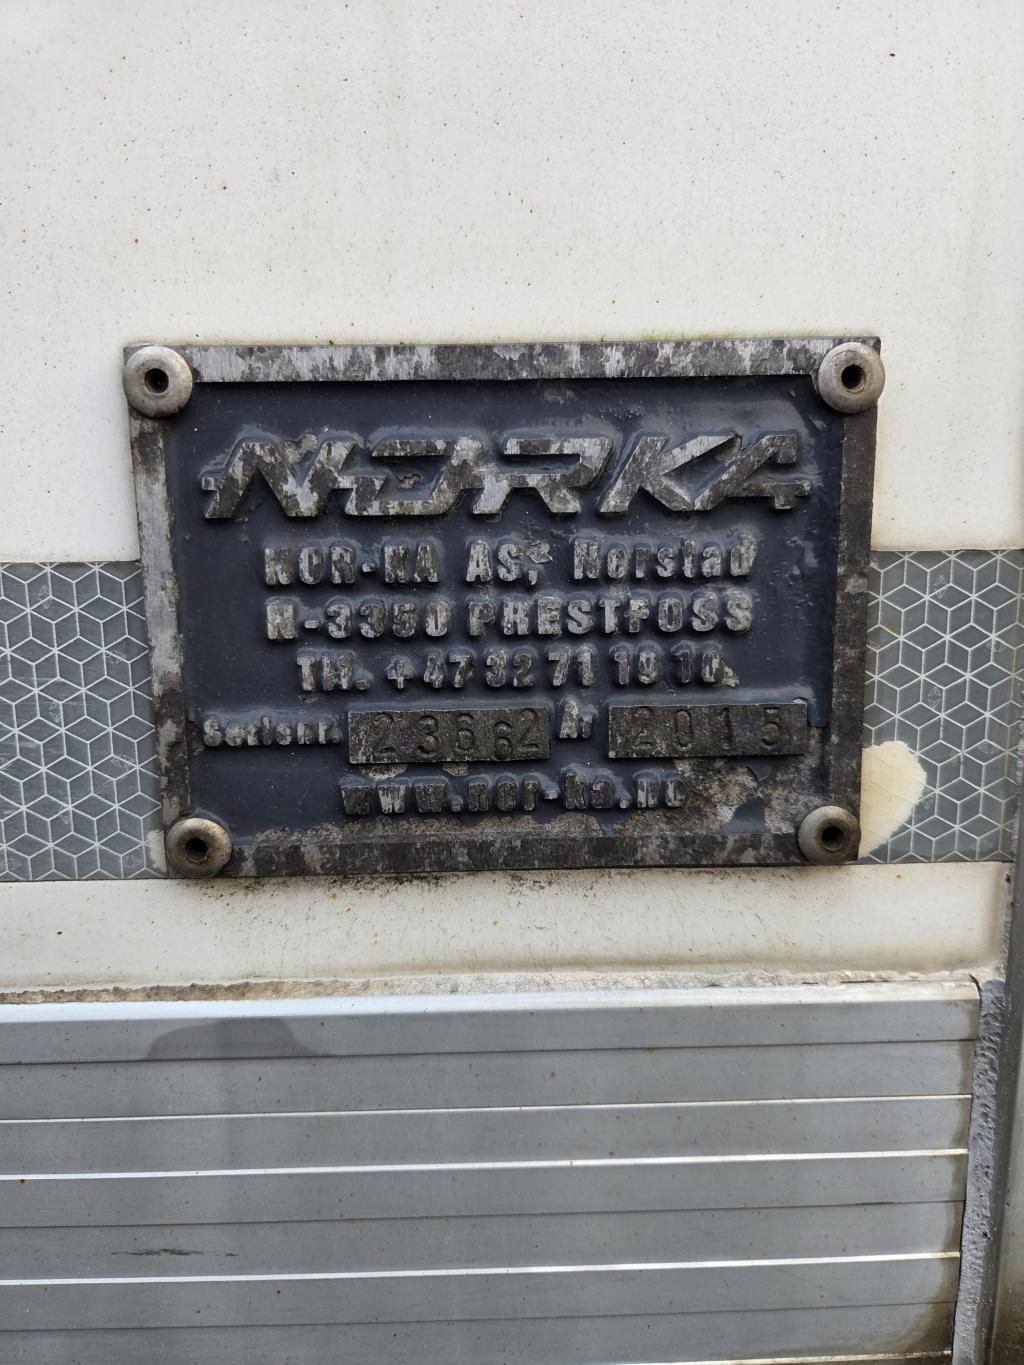 NORKA
NOR-KA AS, Norstad
N-3350 PRESTFOSS
Tlf. +47 32 71 19 10
Serienr. 23662 År 2015
www.nor-ka.no